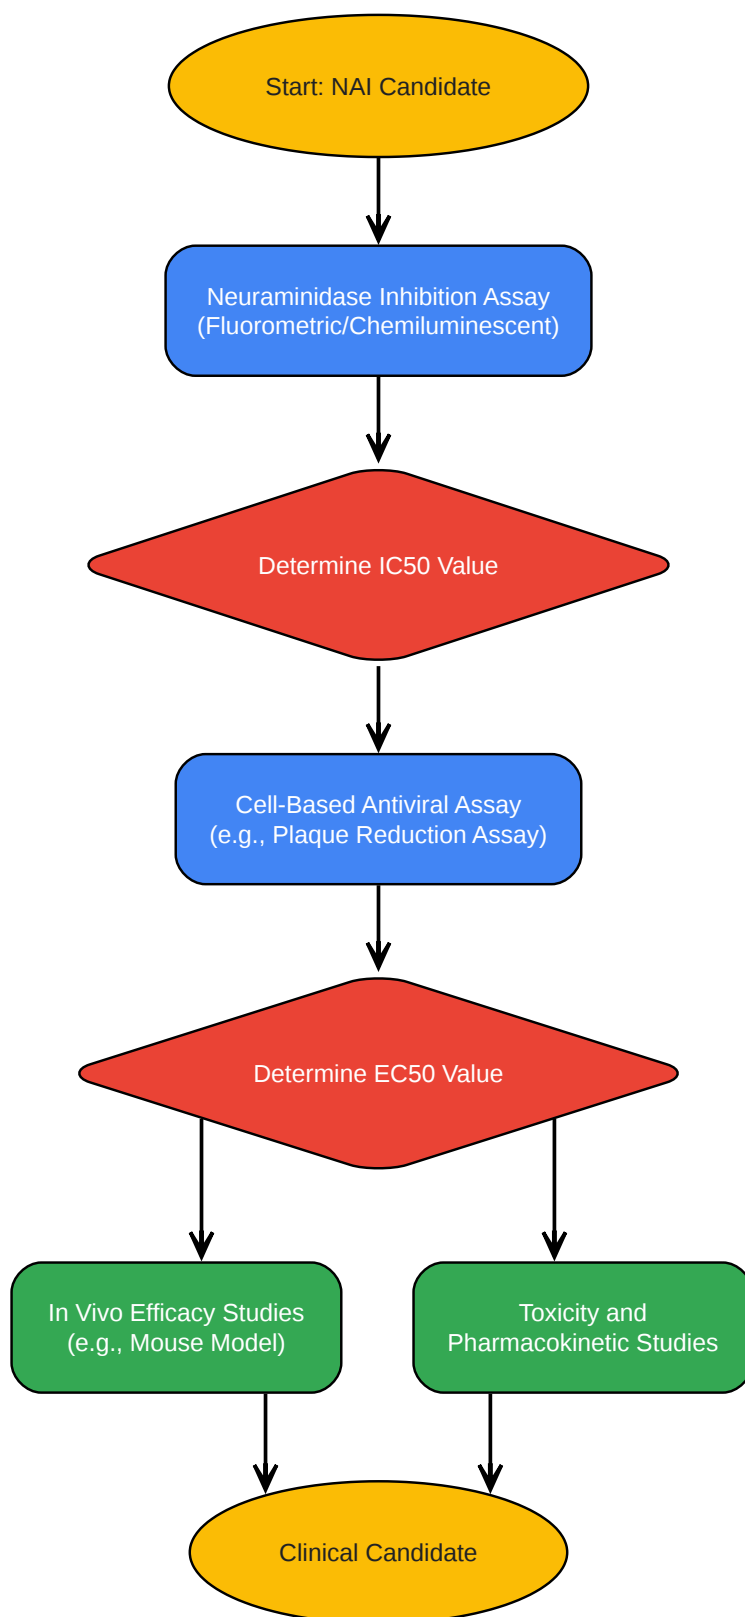 Start: NAI Candidate
Neuraminidase Inhibition Assay
(Fluorometric/Chemiluminescent)
Determine IC50 Value
Cell-Based Antiviral Assay
(e.g., Plaque Reduction Assay)
Determine EC50 Value
In Vivo Efficacy Studies
(e.g., Mouse Model)
Toxicity and
Pharmacokinetic Studies
Clinical Candidate